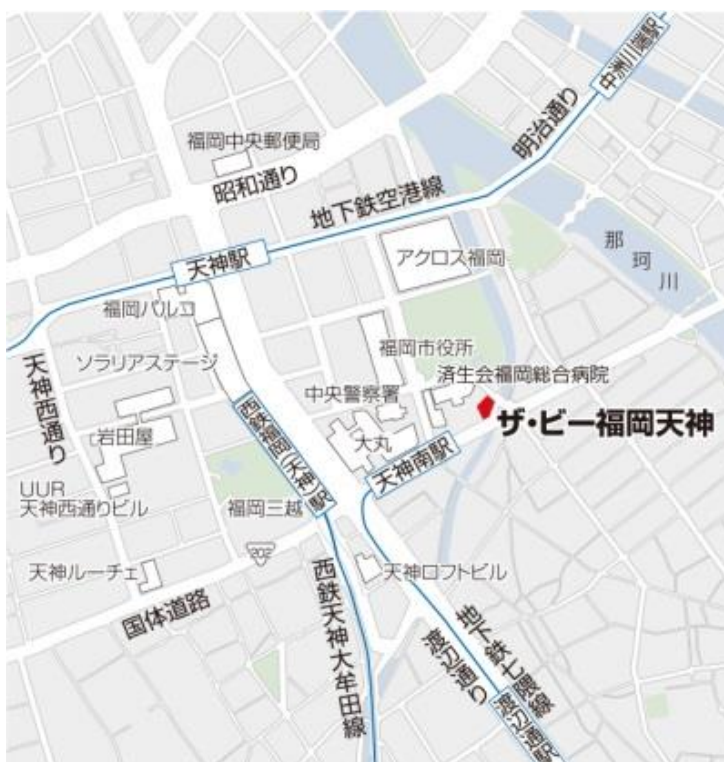 中洲川端駅
明治通り
福岡中央郵便局
昭和通り
地下鉄空港線
天神駅
アクロス福岡
那珂川
福岡パルコ
天神西通り
ソラリアステージ
福岡市役所
済生会福岡総合病院
中央警察署
ザ・ビー福岡天神
岩田屋
西鉄福岡(天神)駅
大丸
天神南駅
UUR
天神西通りビル
福岡三越
202
天神ルーチェ
天神ロフトビル
国体道路
西鉄天神大牟田線
渡辺通り
地下鉄七隈線
渡辺通駅